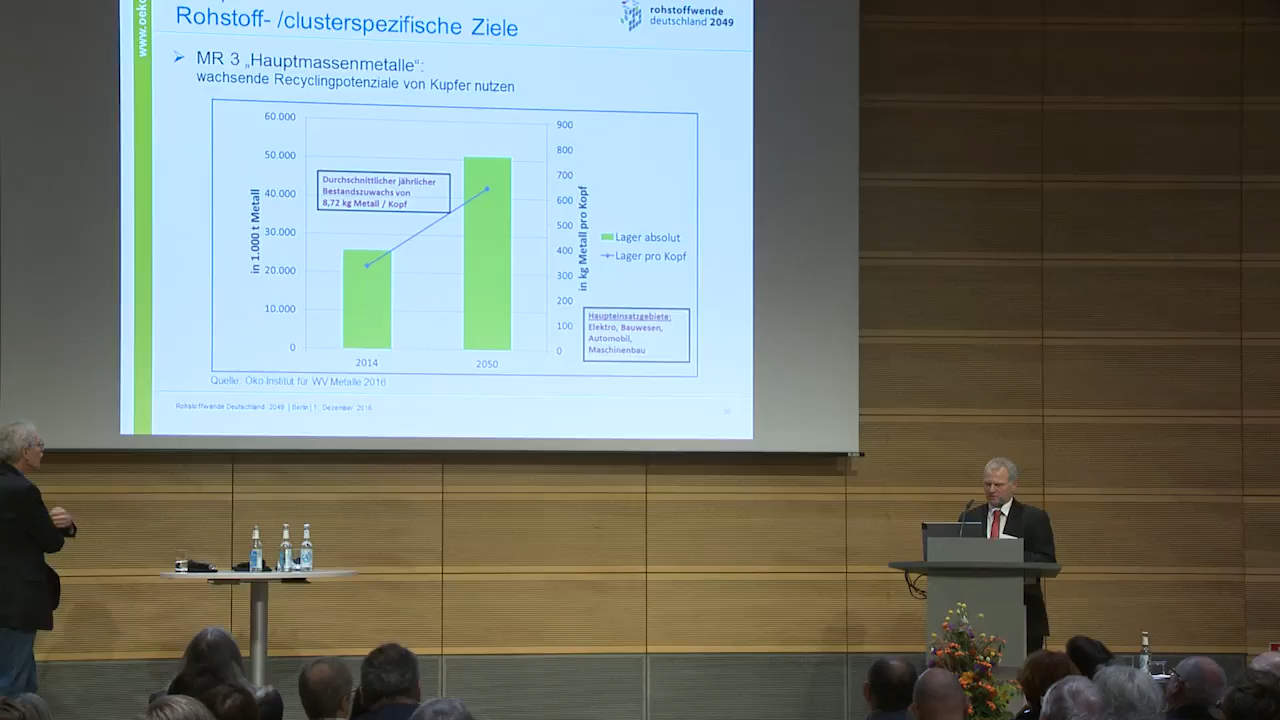 www.oeko
Rohstoff- /clusterspezifische Ziele
rohstoffwende
deutschland 2049
MR 3 „Hauptmassenmetalle“:
wachsende Recyclingpotenziale von Kupfer nutzen
60.000
50.000
40.000
30.000
20.000
10.000
0
in 1.000 t Metall
Durchschnittlicher jährlicher
Bestandszuwachs von
8,72 kg Metall / Kopf
900
800
700
600
500
400
300
200
100
0
in kg Metall pro Kopf
Lager absolut
Lager pro Kopf
Haupteinsatzgebiete:
Elektro, Bauwesen,
Automobil,
Maschinenbau
2014
2050
Quelle: Öko Institut für WV Metalle 2016
Rohstoffwende Deutschland 2049 | Berlin | 1. Dezember 2016